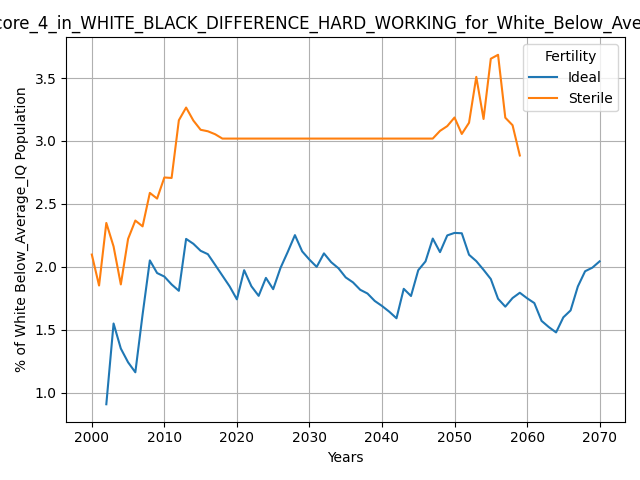 core_4_in_WHITE_BLACK_DIFFERENCE_HARD_WORKING_for_White_Below_Ave
Fertility
Ideal
Sterile
% of White Below_Average_IQ Population
3.5
3.0
2.5
2.0
1.5
1.0
2000 2010 2020 2030 2040 2050 2060 2070
Years